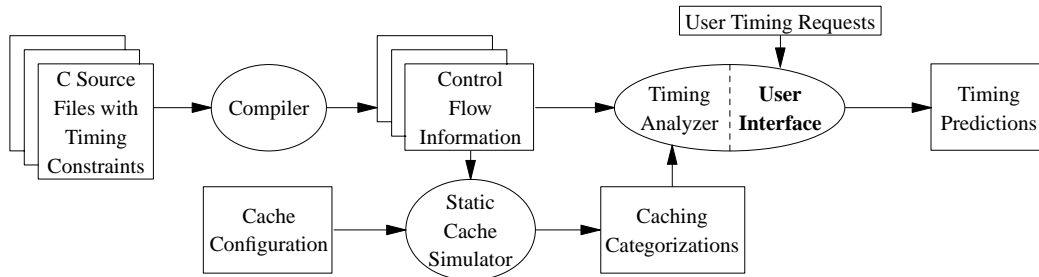 User Timing Requests
C Source
Files with
Timing
Constraints
Compiler
Control
Flow
Information
Timing
Analyzer
User
Interface
Timing
Predictions
Cache
Configuration
Static
Cache
Simulator
Caching
Categorizations